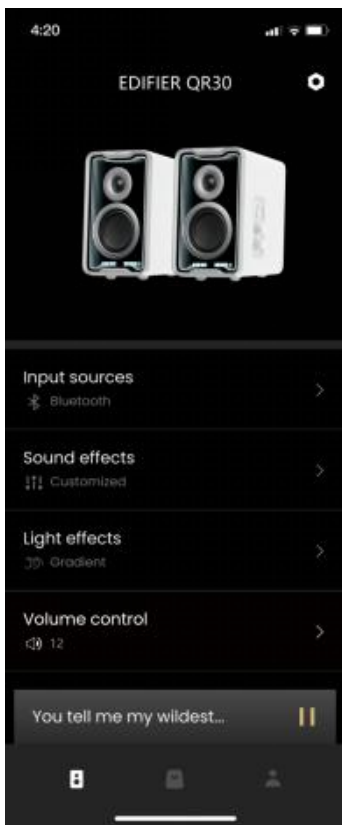 4:20
EDIFIER QR30
Input sources
Bluetooth
Sound effects
Customized
Light effects
Gradient
Volume control
12
You tell me my wildest...